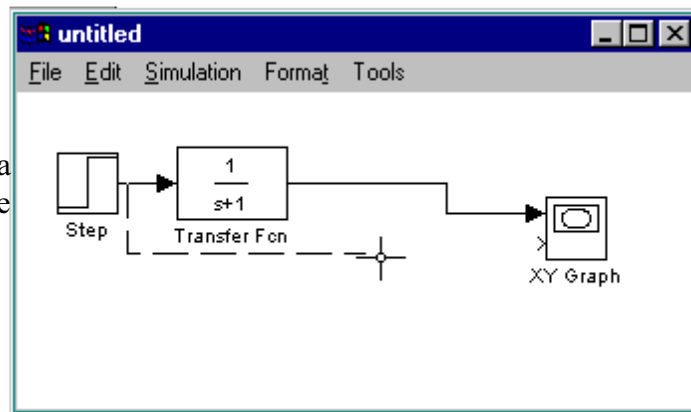 untitled
File Edit Simulation Format Tools
a
e
1
s+1
Step
Transfer Fcn
XY Graph